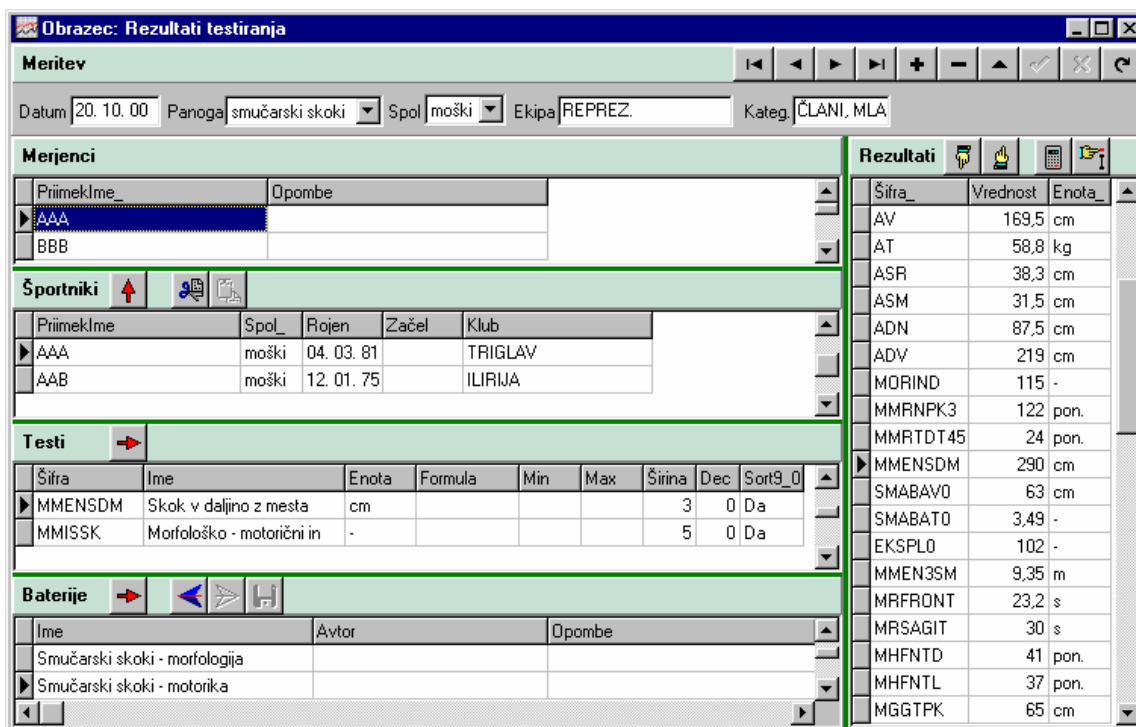 Obrazec: Rezultati testiranja
Meritev
Datum 20. 10. 00 Panoga smučarski skoki Spol moški Ekipa REPREZ. Kateg. ČLANI, MLA
Merjenci
PriimekIme_ Opombe
AAA
BBB
Športniki
PriimekIme Spol_ Rojen Začel Klub
AAA moški 04. 03. 81 TRIGLAV
AAB moški 12. 01. 75 ILIRIJA
Testi
Šifra Ime Enota Formula Min Max Širina Dec Sort9_0
MMENSDM Skok v daljino z mesta cm 3 0 Da
MMISSK Morfološko - motorični in - 5 0 Da
Baterije
Ime Avtor Opombe
Smučarski skoki - morfologija
Smučarski skoki - motorika
Rezultati
Šifra_ Vrednost Enota_
AV 169,5 cm
AT 58,8 kg
ASR 38,3 cm
ASM 31,5 cm
ADN 87,5 cm
ADV 219 cm
MORIND 115 -
MMRNPK3 122 pon.
MMRTDT45 24 pon.
MMENSDM 290 cm
SMABAV0 63 cm
SMABAT0 3,49 -
EKSPL0 102 -
MMEN3SM 9,35 m
MRFRONT 23,2 s
MRSAGIT 30 s
MHFNTD 41 pon.
MHFNTL 37 pon.
MGGTPK 65 cm